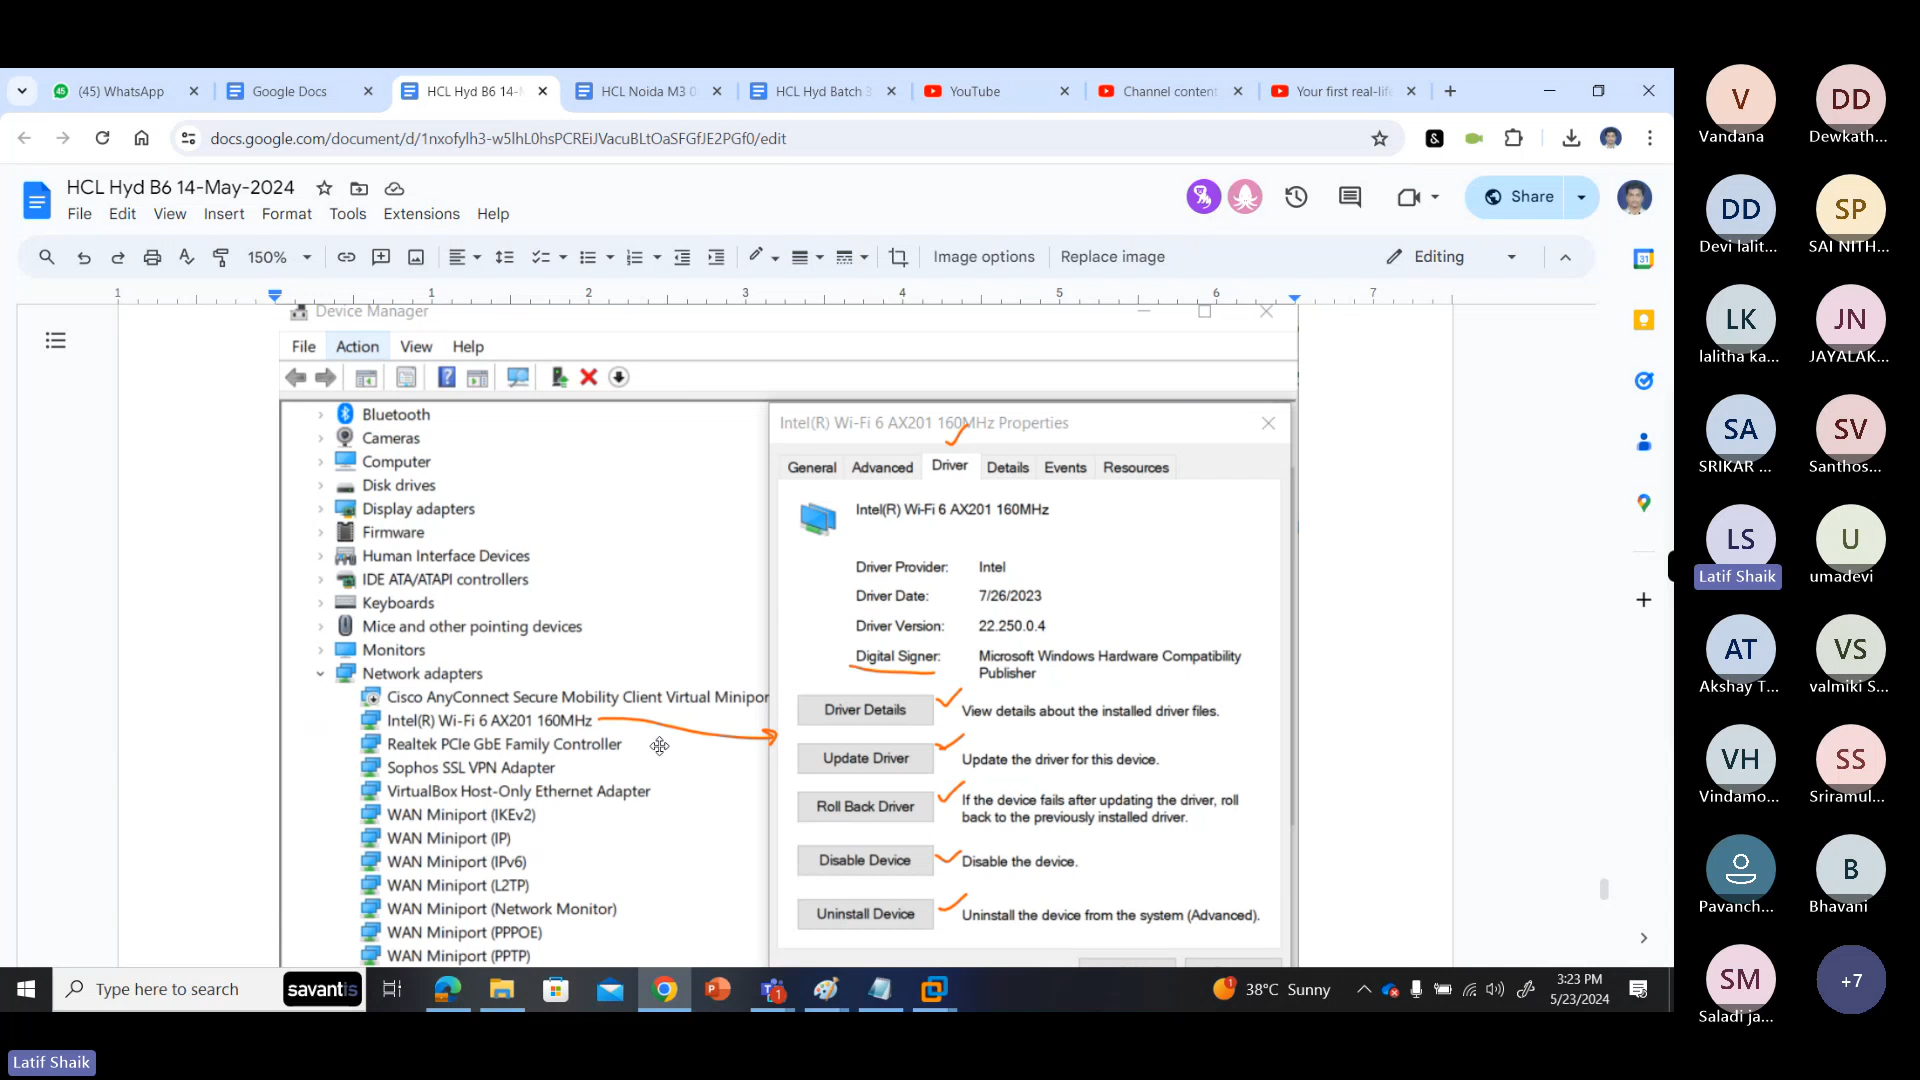 (45) WhatsApp
Google Docs
HCL Hyd B6 14-
HCL Noida M3 0
HCL Hyd Batch 3
YouTube
Channel content
Your first real-life
docs.google.com/document/d/1nxofylh3-w5lhL0hsPCREiJVacuBLtOaSFGfJE2PGf0/edit
HCL Hyd B6 14-May-2024
Share
File Edit View Insert Format Tools Extensions Help
150%
Image options
Replace image
Editing
1 1 2 3 4 5 6 7
Device Manager
File Action View Help
Bluetooth
Cameras
Computer
Disk drives
Display adapters
Firmware
Human Interface Devices
IDE ATA/ATAPI controllers
Keyboards
Mice and other pointing devices
Monitors
Network adapters
Cisco AnyConnect Secure Mobility Client Virtual Minipor
Intel(R) Wi-Fi 6 AX201 160MHz
Realtek PCIe GbE Family Controller
Sophos SSL VPN Adapter
VirtualBox Host-Only Ethernet Adapter
WAN Miniport (IKEv2)
WAN Miniport (IP)
WAN Miniport (IPv6)
WAN Miniport (L2TP)
WAN Miniport (Network Monitor)
WAN Miniport (PPPOE)
WAN Miniport (PPTP)
Intel(R) Wi-Fi 6 AX201 160MHz Properties
General Advanced Driver Details Events Resources
Intel(R) Wi-Fi 6 AX201 160MHz
Driver Provider: Intel
Driver Date: 7/26/2023
Driver Version: 22.250.0.4
Digital Signer: Microsoft Windows Hardware Compatibility
Publisher
Driver Details View details about the installed driver files.
Update Driver Update the driver for this device.
Roll Back Driver If the device fails after updating the driver, roll
back to the previously installed driver.
Disable Device Disable the device.
Uninstall Device Uninstall the device from the system (Advanced).
Type here to search
savantis
38°C Sunny
3:23 PM
5/23/2024
Latif Shaik
V DD
Vandana Dewkath...
DD SP
Devi lalit... SAI NITH...
LK JN
lalitha ka... JAYALAK...
SA SV
SRIKAR ... Santhos...
LS U
Latif Shaik umadevi
AT VS
Akshay T... valmiki S...
VH SS
Vindamo... Sriramul...
B
Pavanch... Bhavani
SM +7
Saladi ja...